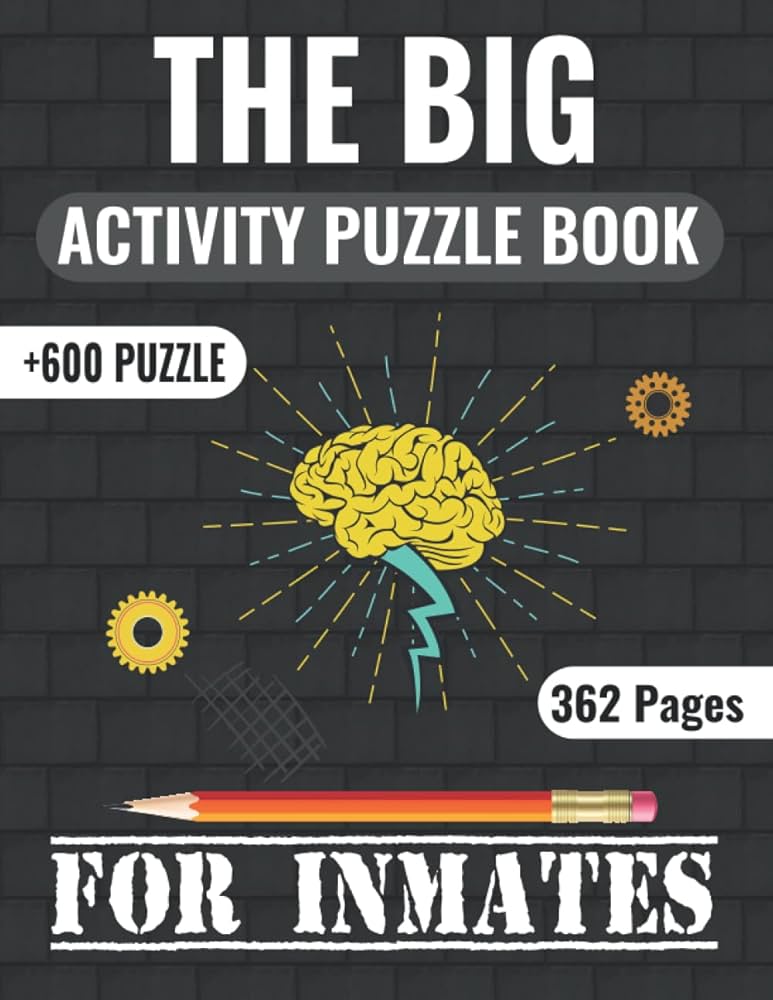 THE BIG
ACTIVITY PUZZLE BOOK
+600 PUZZLE
362 Pages
FOR INMATES